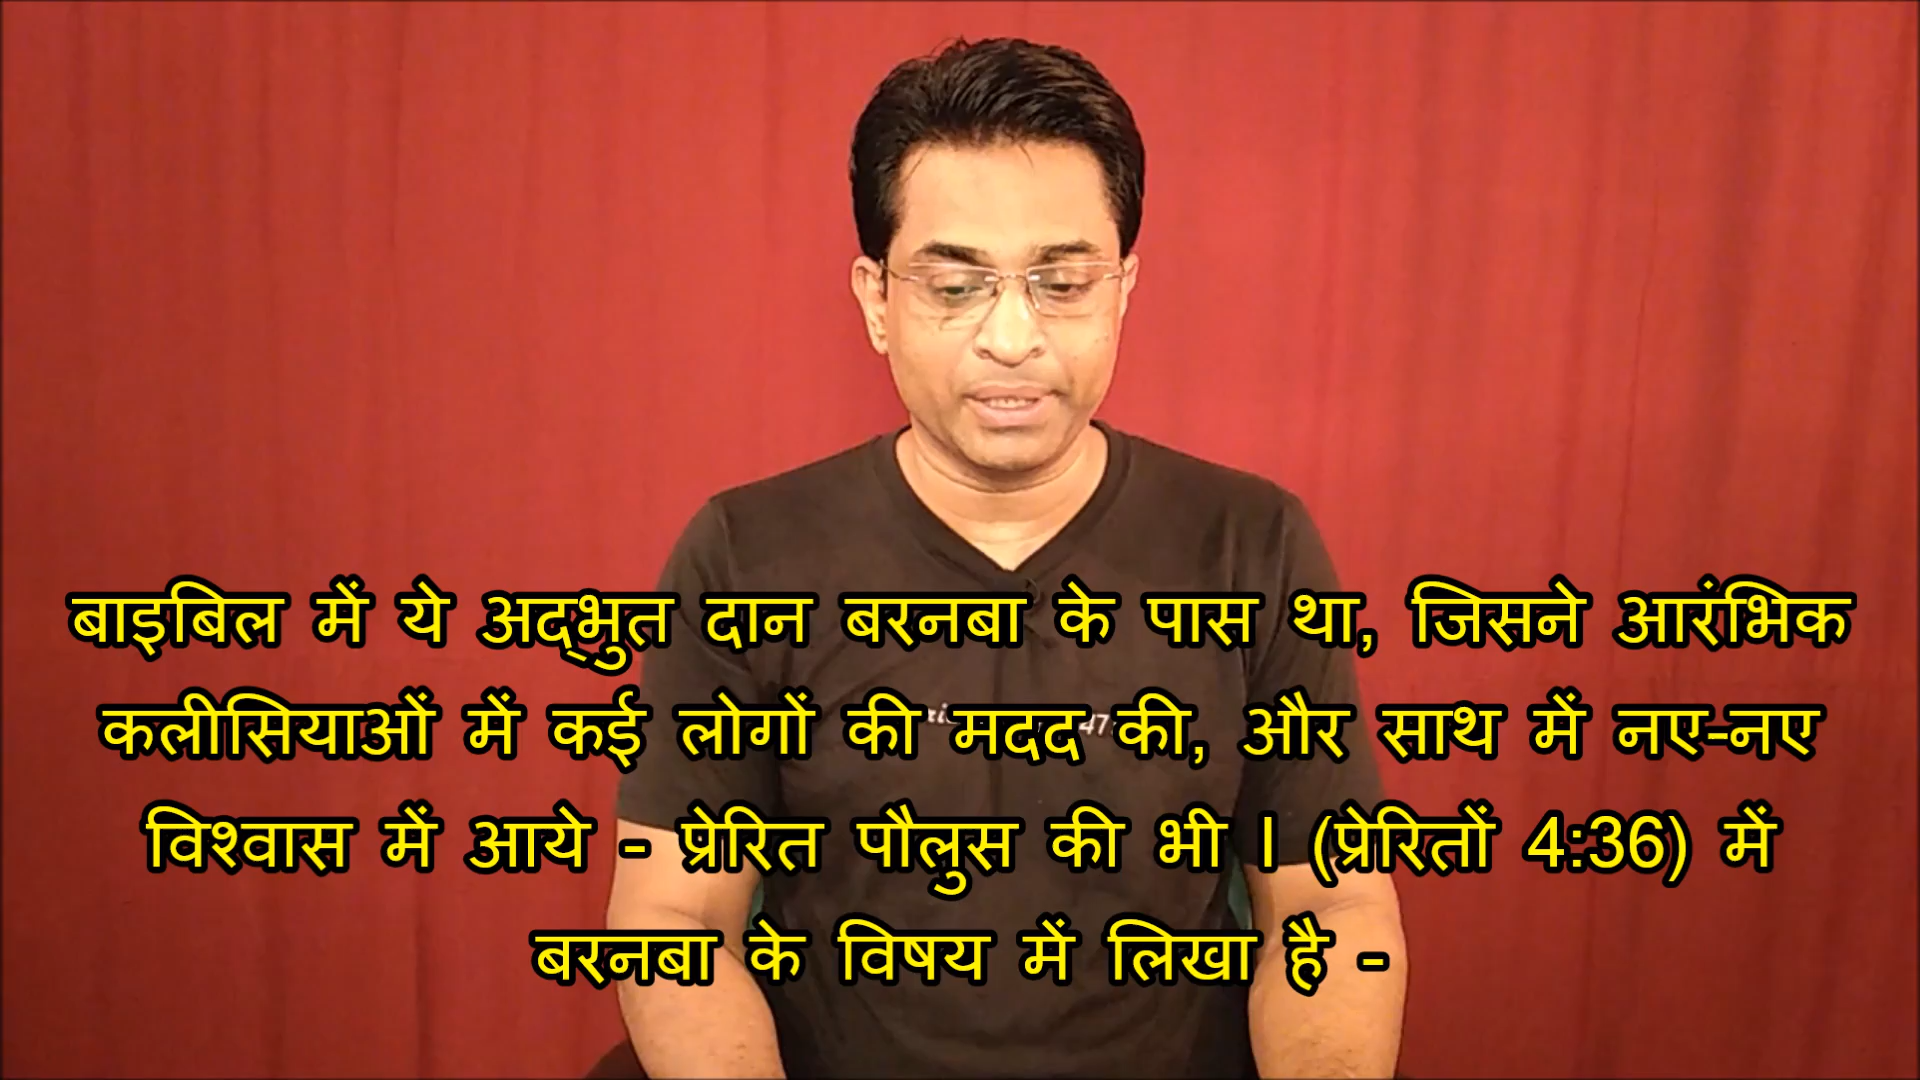 बाइबिल में ये अद्‌भुत दान बरनबा के पास था, जिसने आरंभिक
कलीसियाओं में कई लोगों की मदद की, और साथ में नए-नए
विश्वास में आये - प्रेरित पौलुस की भी | (प्रेरितों 4:36) में
बरनबा के विषय में लिखा है -